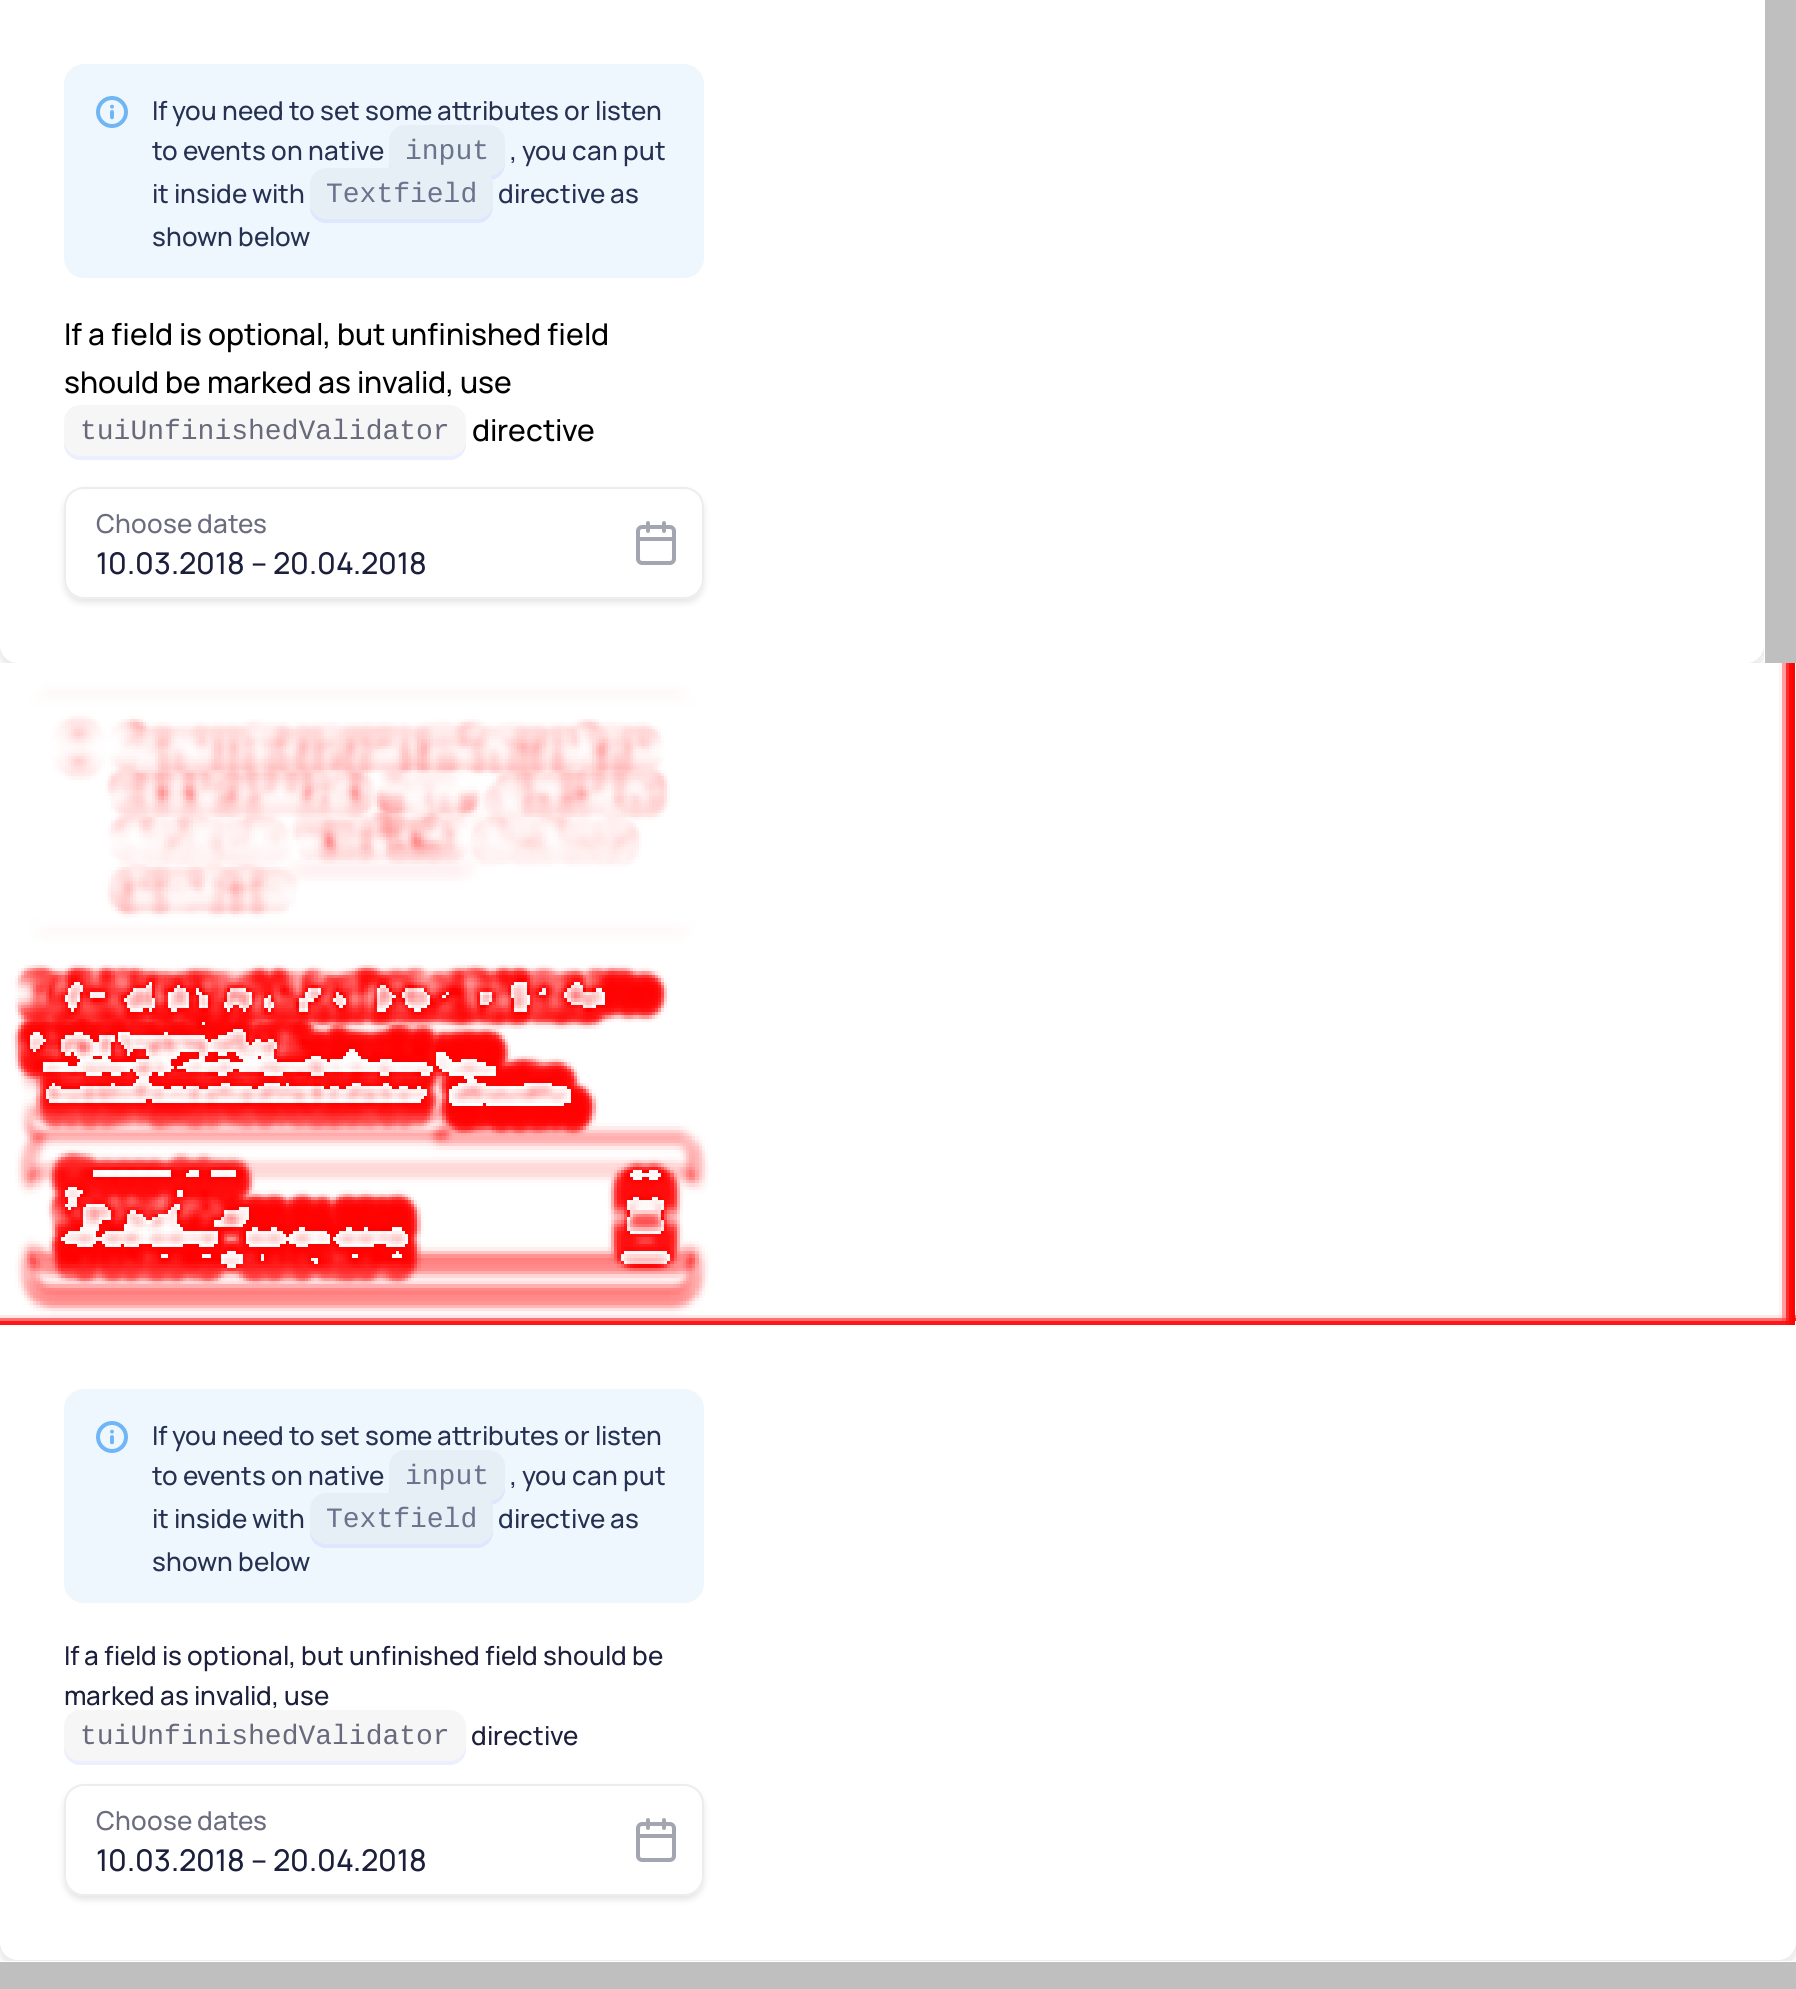 If you need to set some attributes or listen
to events on native input , you can put
it inside with Textfield directive as
shown below
If a field is optional, but unfinished field
should be marked as invalid, use
tuiUnfinishedValidator directive
Choose dates
10.03.2018 – 20.04.2018
If you need to set some attributes or listen
to events on native input , you can put
it inside with Textfield directive as
shown below
If a field is optional, but unfinished field should be
marked as invalid, use
tuiUnfinishedValidator directive
Choose dates
10.03.2018 – 20.04.2018